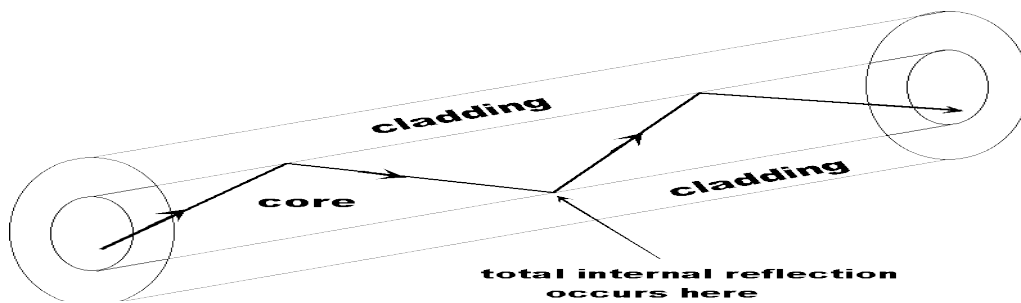 cladding
core
cladding
total internal reflection
occurs here